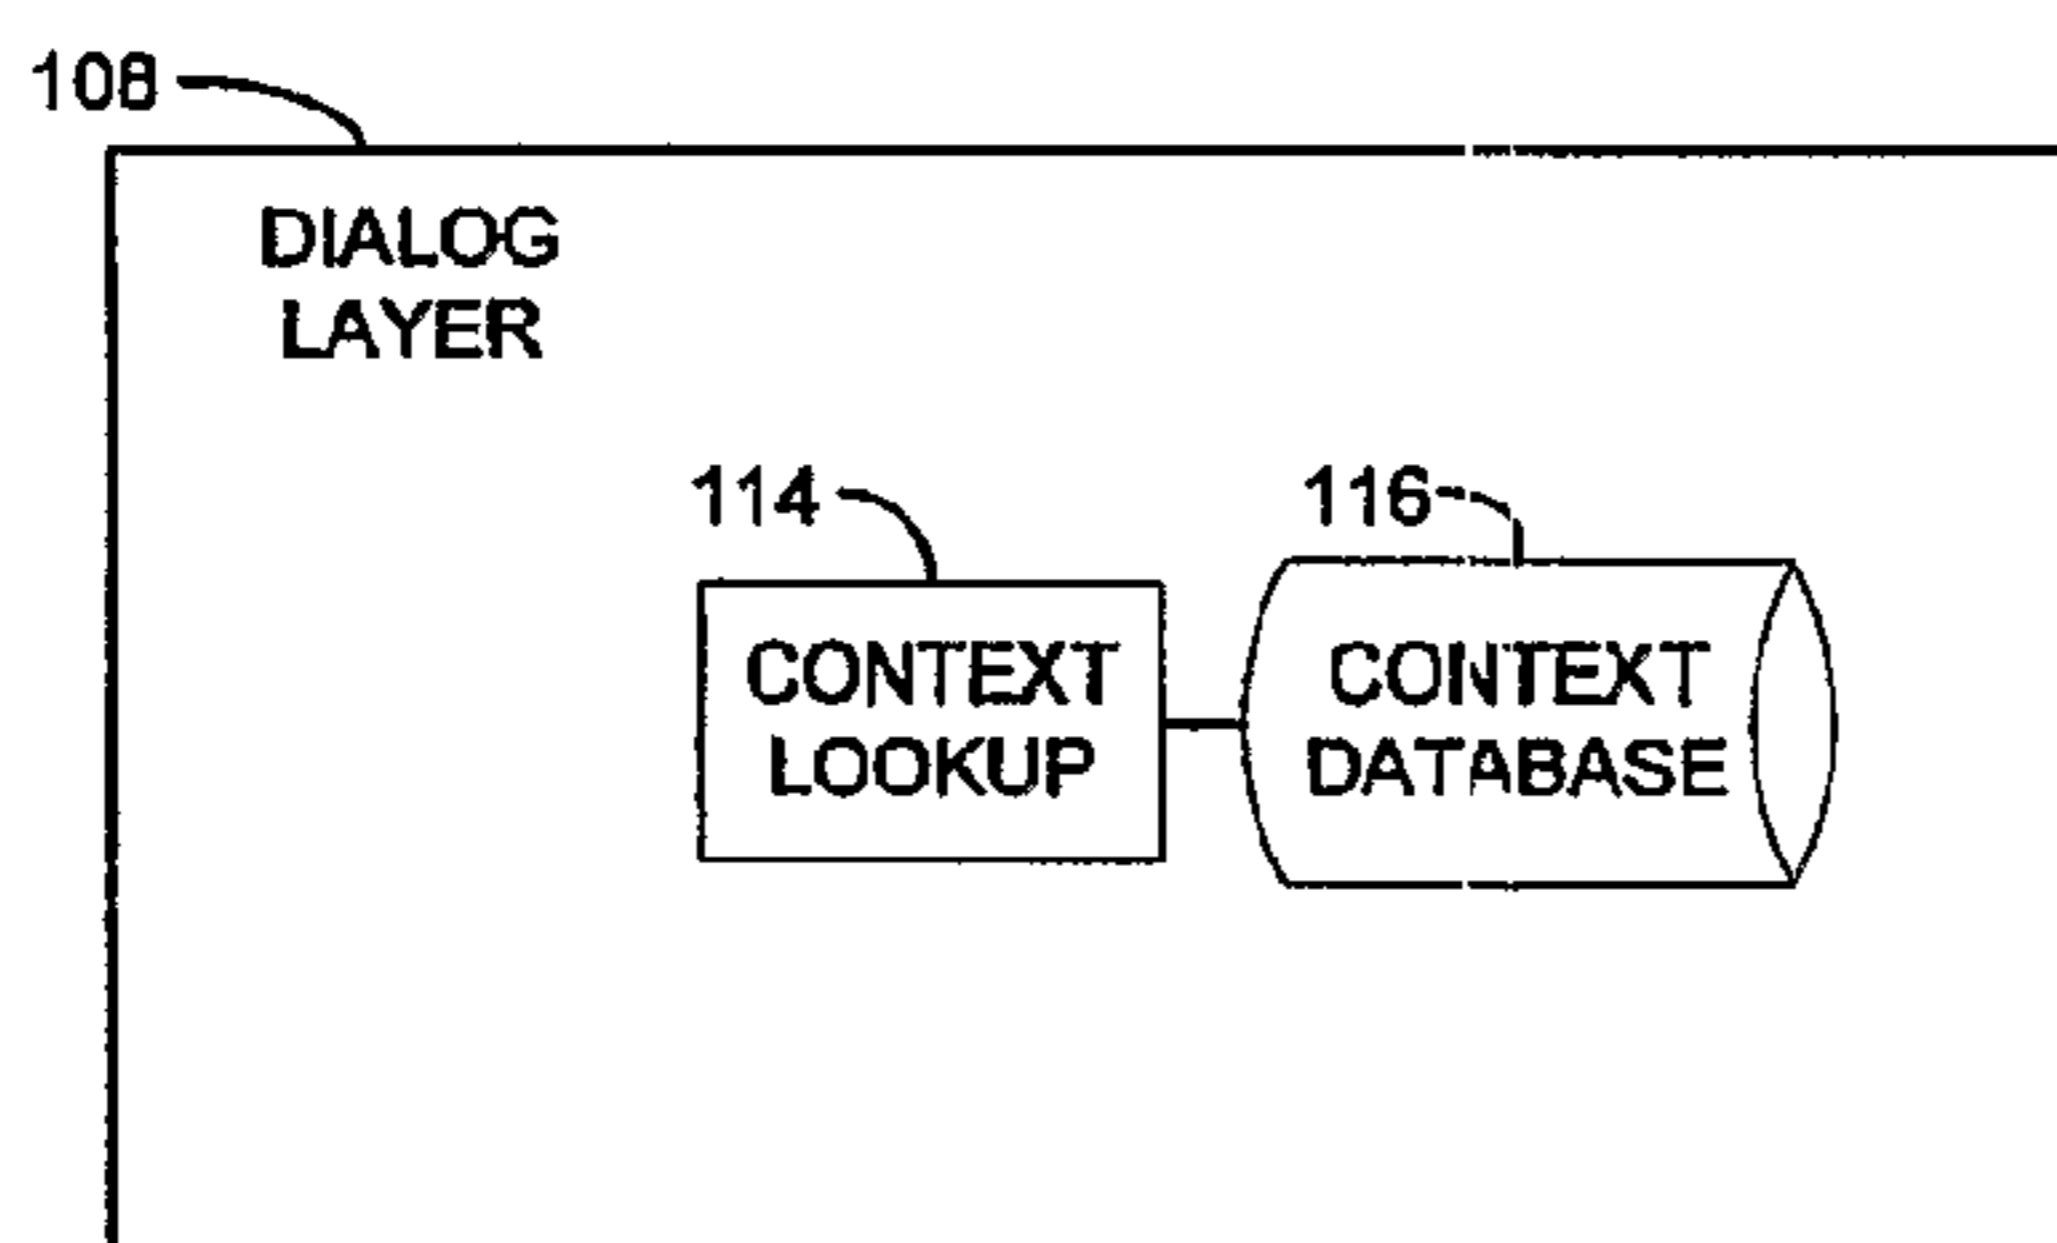 108
DIALOG
LAYER
114
CONTEXT
LOOKUP
116
CONTEXT
DATABASE